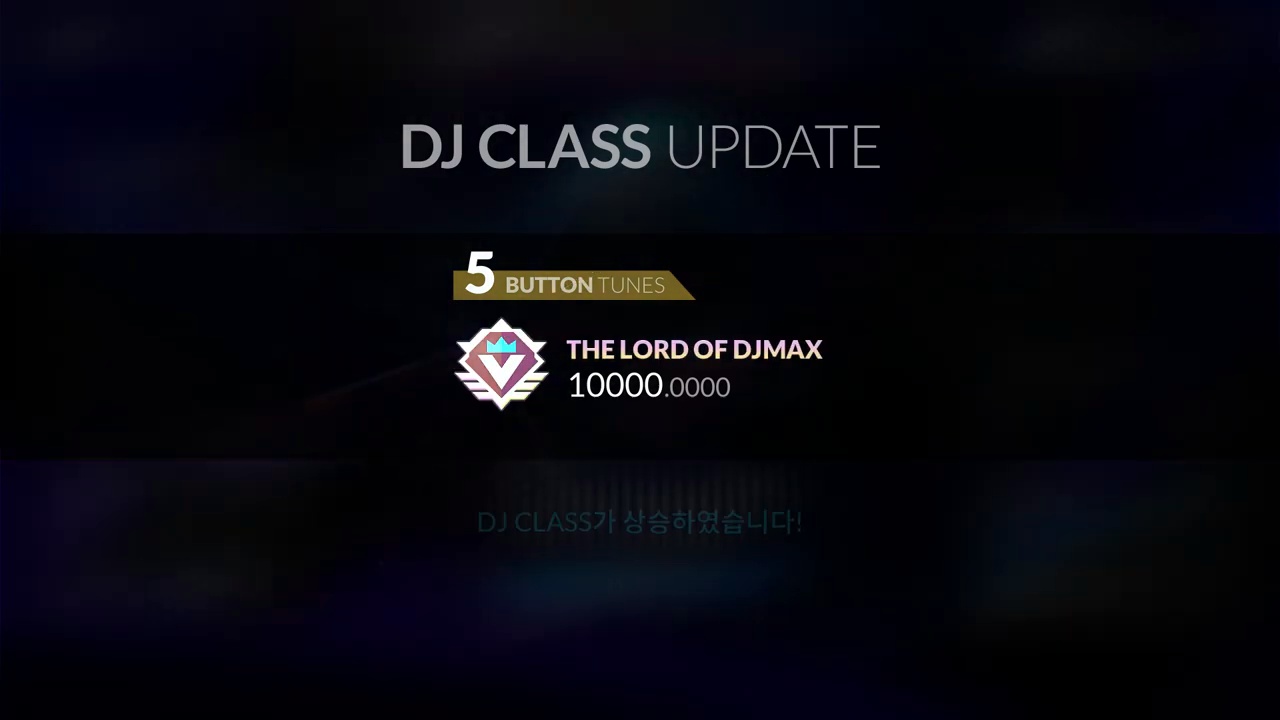 DJ CLASS UPDATE
5 BUTTON TUNES
THE LORD OF DJMAX
10000.0000
DJ CLASS가 상승하였습니다!